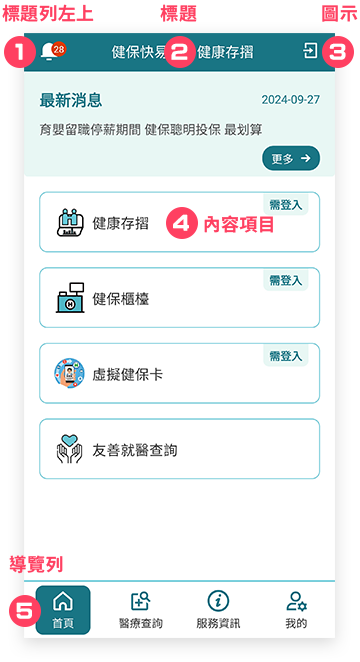 標題列左上 標題 圖示
1 28 健保快易 2 健康存摺 3
最新消息 2024-09-27
育嬰留職停薪期間 健保聰明投保 最划算
更多 →
需登入
健康存摺 4 內容項目
需登入
健保櫃檯
需登入
虛擬健保卡
友善就醫查詢
導覽列
5
首頁 醫療查詢 服務資訊 我的